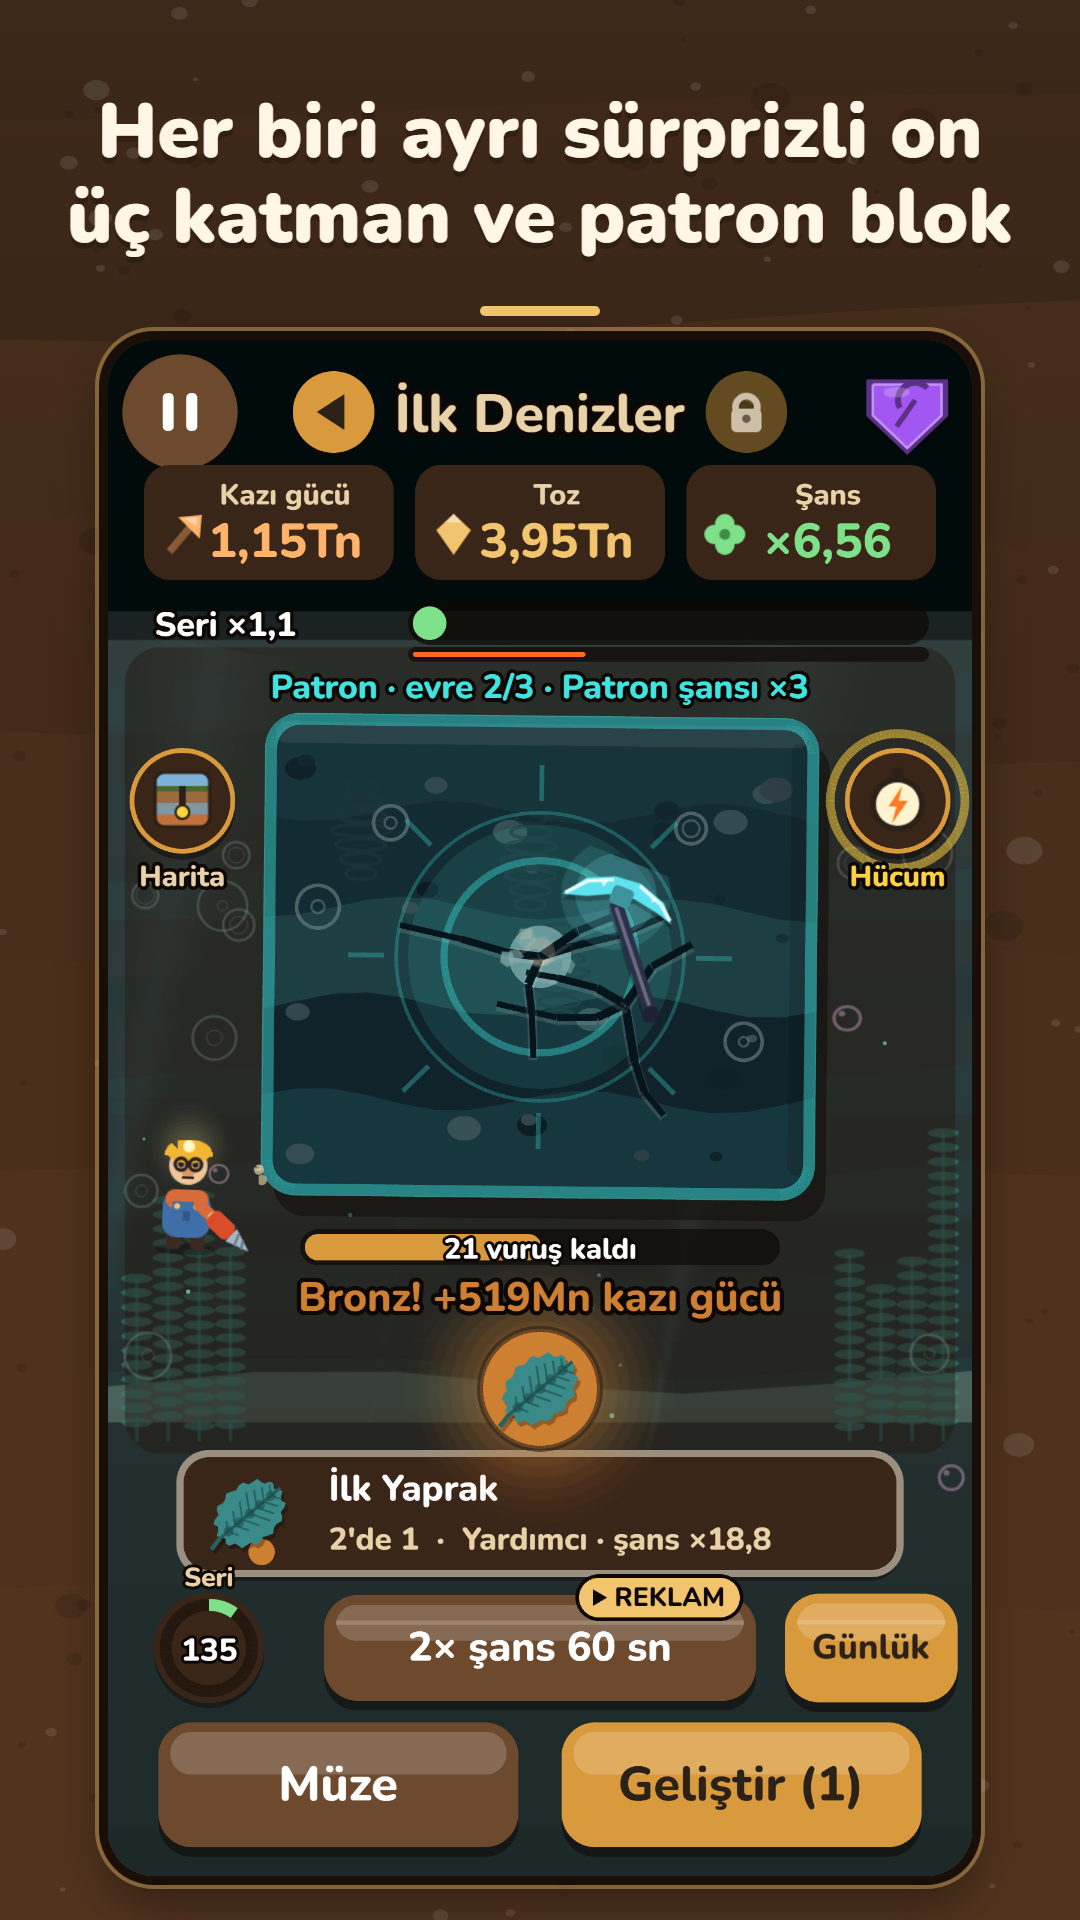 Her biri ayrı sürprizli on
üç katman ve patron blok
İlk Denizler
Kazı gücü
1,15Tn
Toz
3,95Tn
Şans
×6,56
Seri ×1,1
Patron · evre 2/3 · Patron şansı ×3
Harita
Hücum
21 vuruş kaldı
Bronz! +519Mn kazı gücü
İlk Yaprak
2'de 1 · Yardımcı · şans ×18,8
Seri
135
REKLAM
2× şans 60 sn
Günlük
Müze
Geliştir (1)